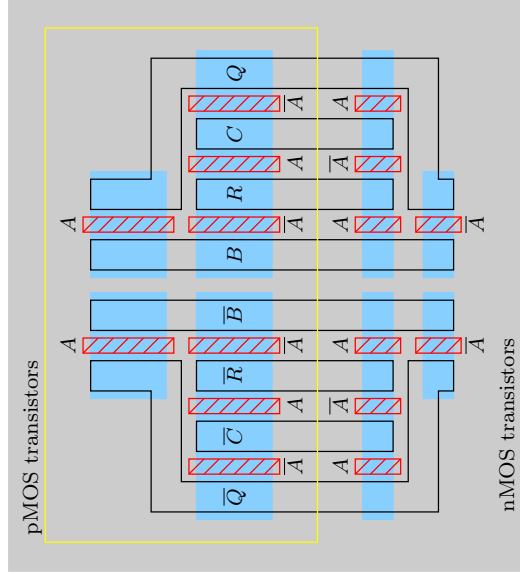 pMOS transistors
A A
Q̅ C̅ R̅ B̅ B R C Q
A̅ A A̅ A̅ A A̅
A A̅ A A A̅ A
A̅ A̅
nMOS transistors